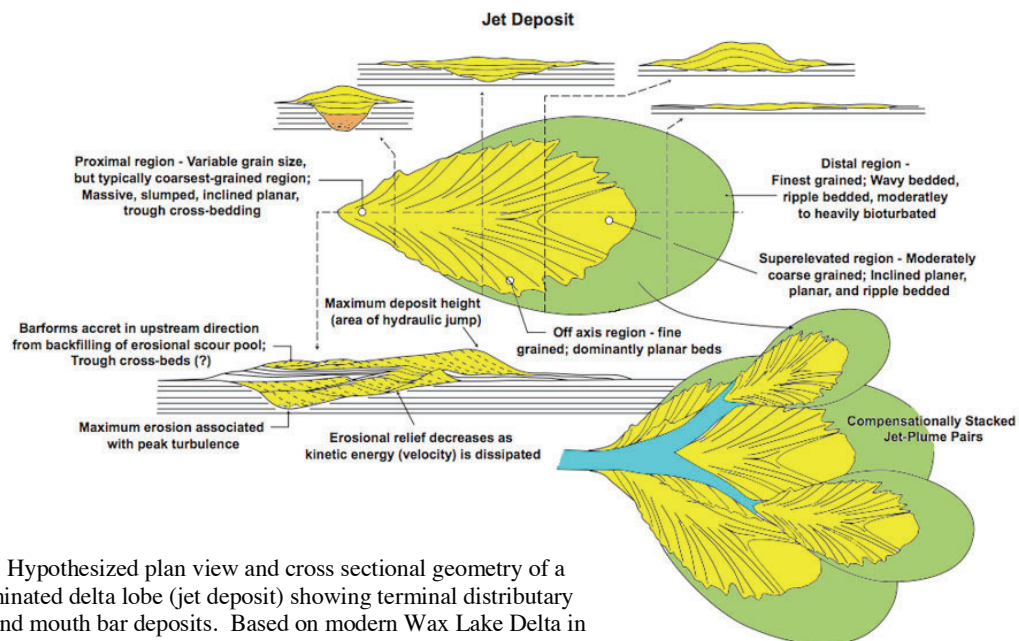 Jet Deposit
Proximal region - Variable grain size,
but typically coarsest-grained region;
Massive, slumped, inclined planar,
trough cross-bedding
Distal region -
Finest grained; Wavy bedded,
ripple bedded, moderatley
to heavily bioturbated
Superelevated region - Moderately
coarse grained; Inclined planer,
planar, and ripple bedded
Maximum deposit height
(area of hydraulic jump)
Off axis region - fine
grained; dominantly planar beds
Barforms accret in upstream direction
from backfilling of erosional scour pool;
Trough cross-beds (?)
Maximum erosion associated
with peak turbulence
Erosional relief decreases as
kinetic energy (velocity) is dissipated
Compensationally Stacked
Jet-Plume Pairs
Hypothesized plan view and cross sectional geometry of a
minated delta lobe (jet deposit) showing terminal distributary
nd mouth bar deposits. Based on modern Wax Lake Delta in